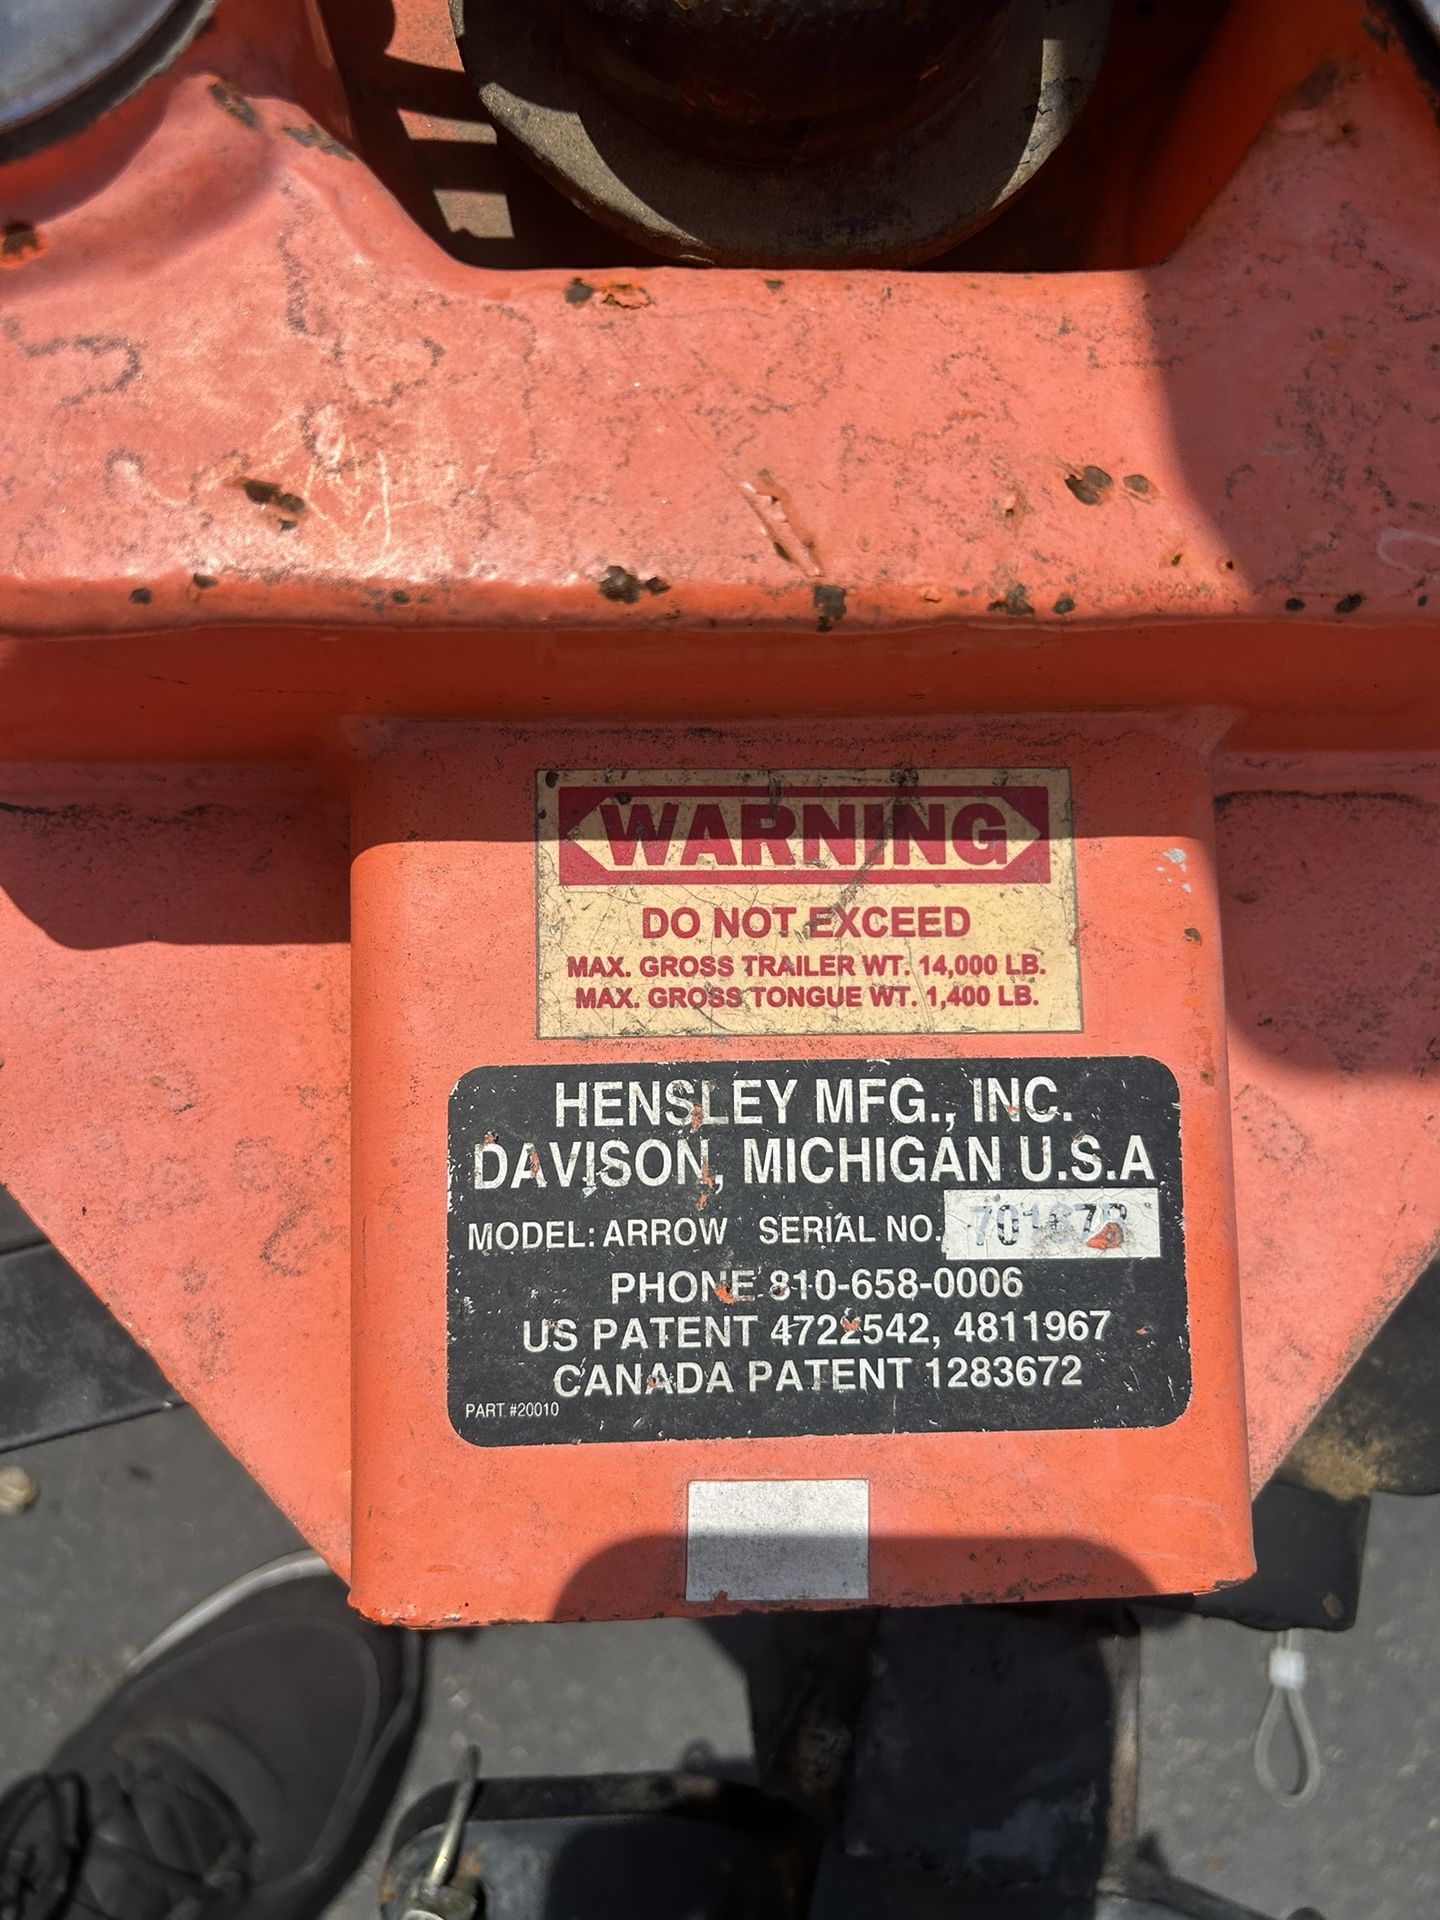 WARNING
DO NOT EXCEED
MAX. GROSS TRAILER WT. 14,000 LB.
MAX. GROSS TONGUE WT. 1,400 LB.
HENSLEY MFG., INC.
DAVISON, MICHIGAN U.S.A
MODEL: ARROW SERIAL NO.
PHONE 810-658-0006
US PATENT 4722542, 4811967
CANADA PATENT 1283672
PART #20010